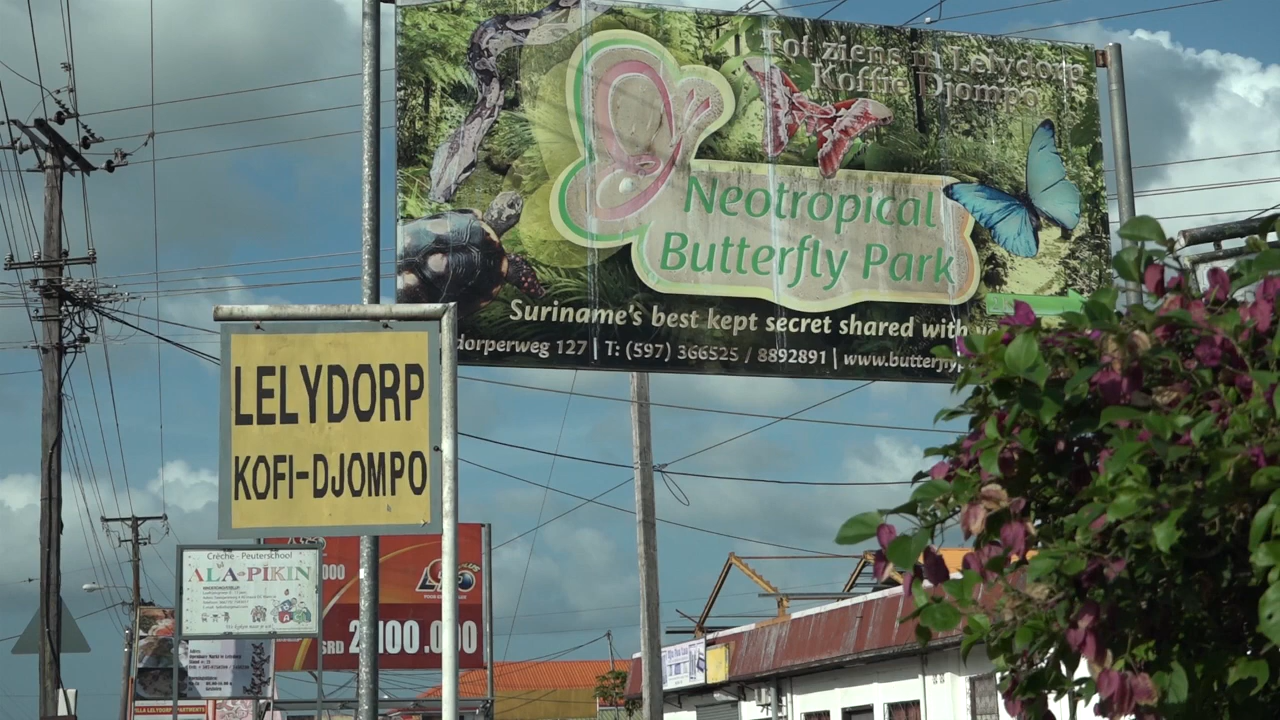 Tot ziens in Lelydorp
Koffie Djompo
Neotropical
Butterfly Park
Suriname's best kept secret shared with
dorperweg 127 | T: (597) 366525 / 8892891 | www.butterfly
LELYDORP
KOFI-DJOMPO
Crèche - Peuterschool
ALA-PIKIN
000
SRD 2.100.000